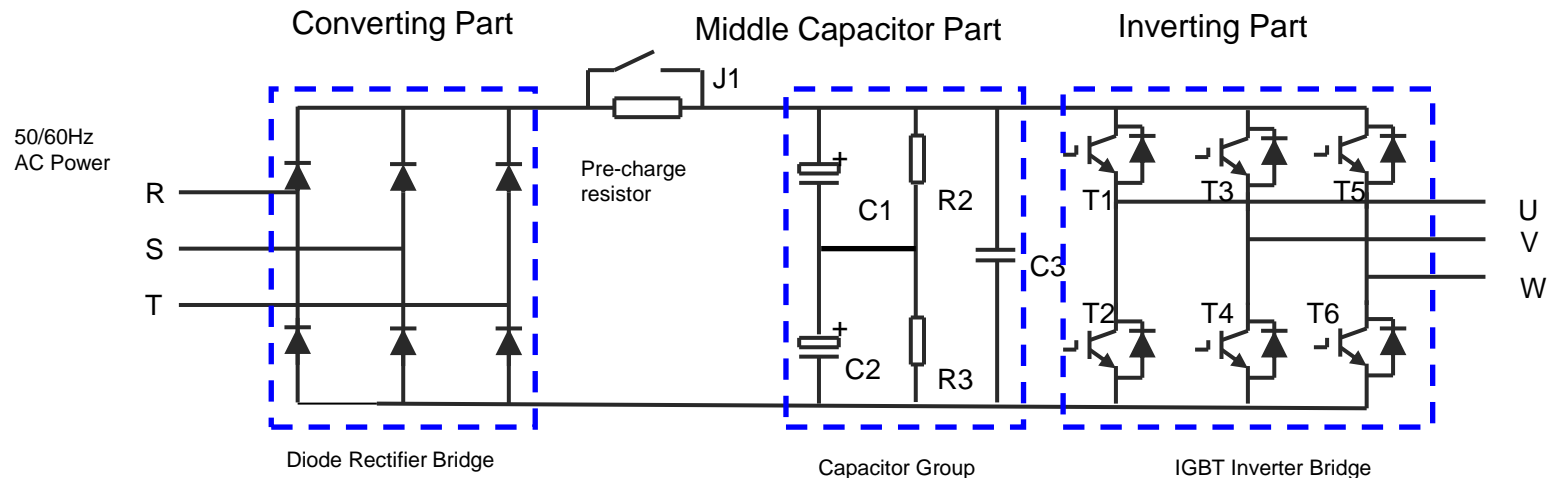 Converting Part
Middle Capacitor Part
Inverting Part
J1
50/60Hz
AC Power
Pre-charge
resistor
R
S
T
C1
R2
C3
C2
R3
T1
T3
T5
T2
T4
T6
U
V
W
+
+
Diode Rectifier Bridge
Capacitor Group
IGBT Inverter Bridge